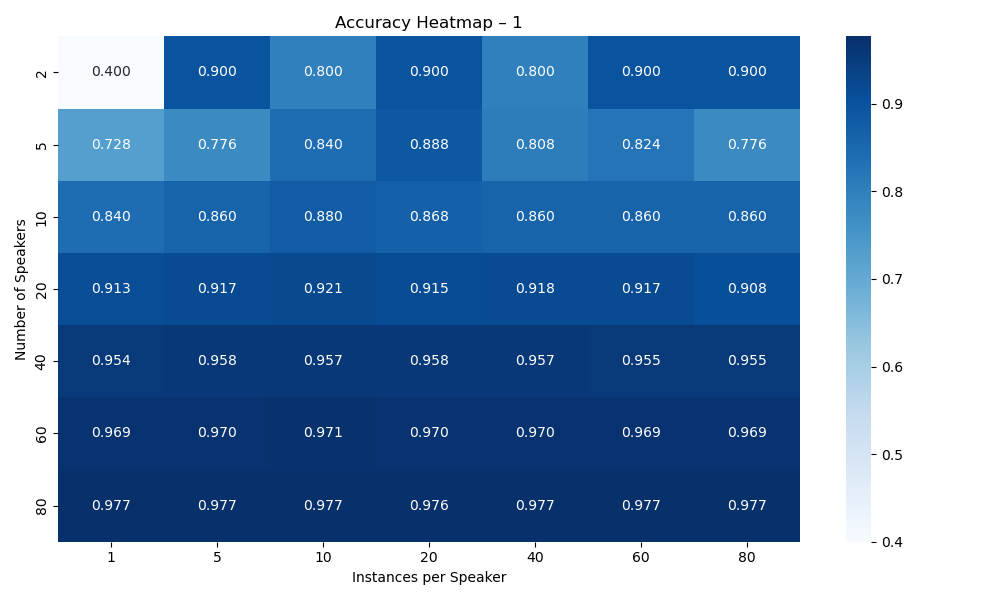 Accuracy Heatmap – 1
Number of Speakers
2 0.400 0.900 0.800 0.900 0.800 0.900 0.900
5 0.728 0.776 0.840 0.888 0.808 0.824 0.776
10 0.840 0.860 0.880 0.868 0.860 0.860 0.860
20 0.913 0.917 0.921 0.915 0.918 0.917 0.908
40 0.954 0.958 0.957 0.958 0.957 0.955 0.955
60 0.969 0.970 0.971 0.970 0.970 0.969 0.969
80 0.977 0.977 0.977 0.976 0.977 0.977 0.977
1 5 10 20 40 60 80
Instances per Speaker
0.9
0.8
0.7
0.6
0.5
0.4